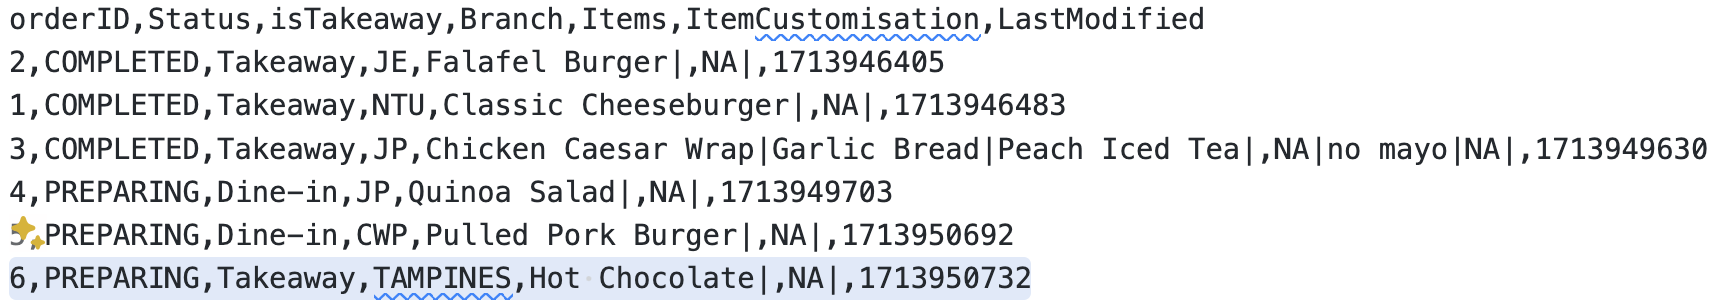 orderID,Status,isTakeaway,Branch,Items,ItemCustomisation,LastModified
2,COMPLETED,Takeaway,JE,Falafel Burger|,NA|,1713946405
1,COMPLETED,Takeaway,NTU,Classic Cheeseburger|,NA|,1713946483
3,COMPLETED,Takeaway,JP,Chicken Caesar Wrap|Garlic Bread|Peach Iced Tea|,NA|no mayo|NA|,1713949630
4,PREPARING,Dine-in,JP,Quinoa Salad|,NA|,1713949703
5,PREPARING,Dine-in,CWP,Pulled Pork Burger|,NA|,1713950692
6,PREPARING,Takeaway,TAMPINES,Hot Chocolate|,NA|,1713950732